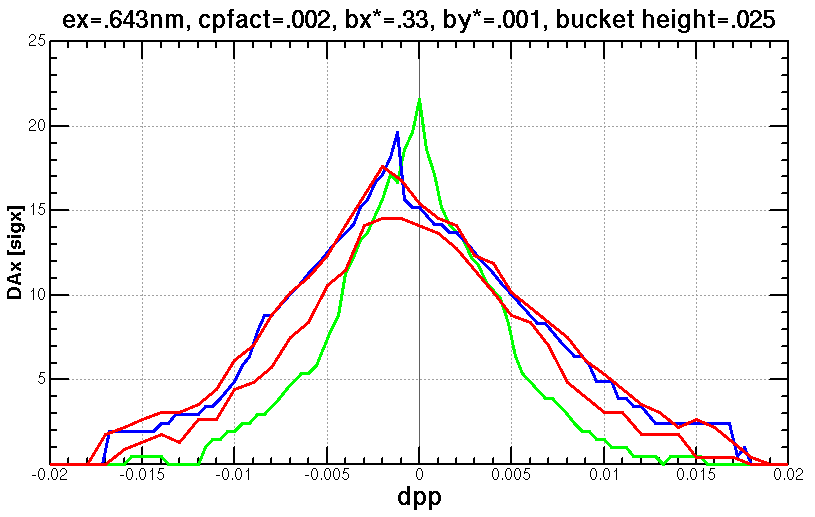 ex=.643nm, cpfact=.002, bx*=.33, by*=.001, bucket height=.025
25
20
15
10
5
DAx [sigx]
-0.02 -0.015 -0.01 -0.005 0 0.005 0.01 0.015 0.02
dpp